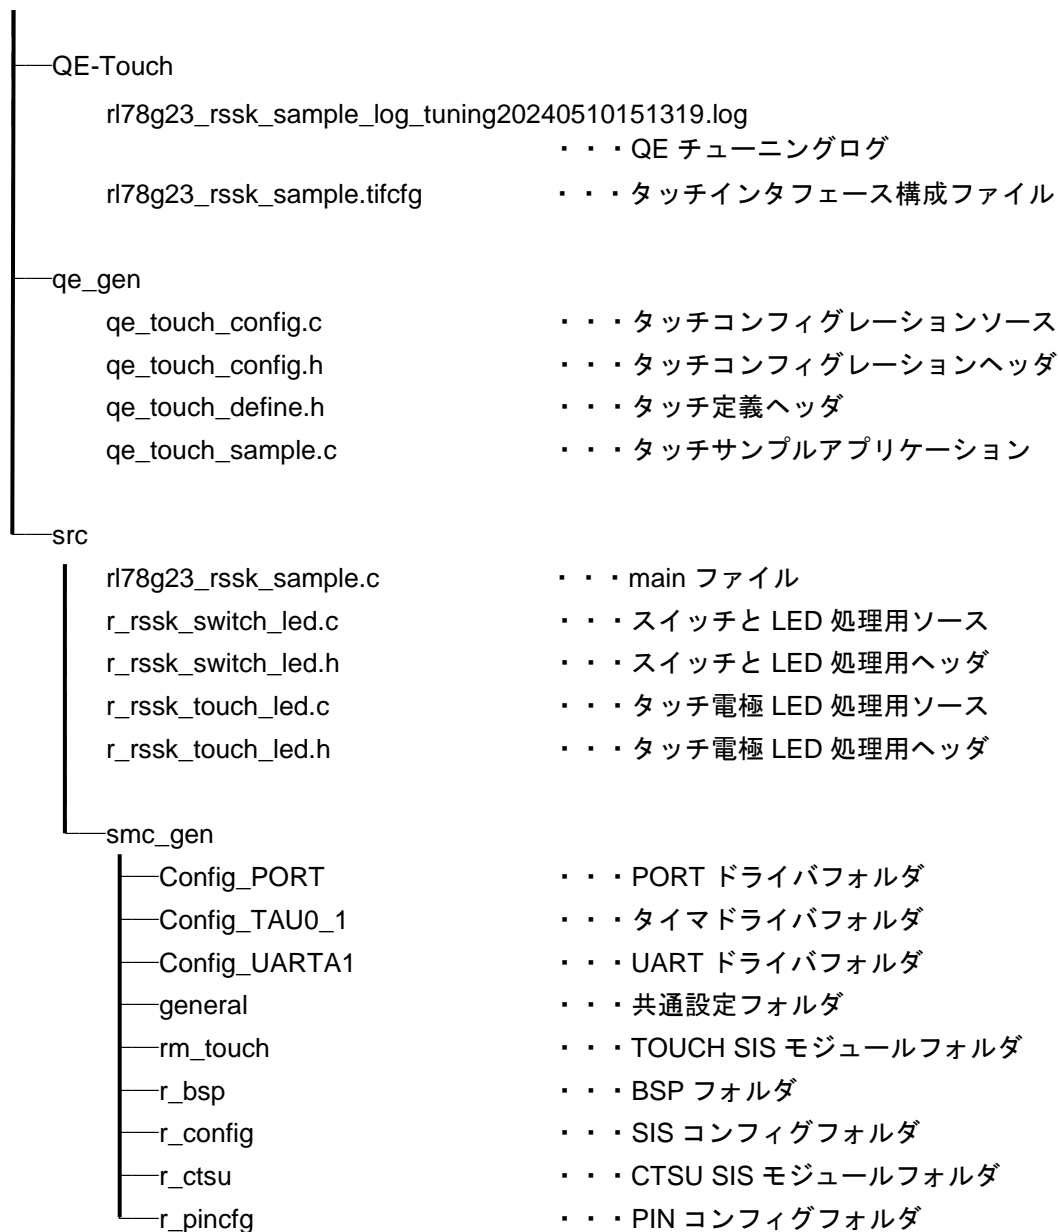 QE-Touch
rl78g23_rssk_sample_log_tuning20240510151319.log
・・・QE チューニングログ
rl78g23_rssk_sample.tifcfg ・・・タッチインタフェース構成ファイル
qe_gen
qe_touch_config.c ・・・タッチコンフィグレーションソース
qe_touch_config.h ・・・タッチコンフィグレーションヘッダ
qe_touch_define.h ・・・タッチ定義ヘッダ
qe_touch_sample.c ・・・タッチサンプルアプリケーション
src
rl78g23_rssk_sample.c ・・・main ファイル
r_rssk_switch_led.c ・・・スイッチと LED 処理用ソース
r_rssk_switch_led.h ・・・スイッチと LED 処理用ヘッダ
r_rssk_touch_led.c ・・・タッチ電極 LED 処理用ソース
r_rssk_touch_led.h ・・・タッチ電極 LED 処理用ヘッダ
smc_gen
Config_PORT ・・・PORT ドライバフォルダ
Config_TAU0_1 ・・・タイマドライバフォルダ
Config_UARTA1 ・・・UART ドライバフォルダ
general ・・・共通設定フォルダ
rm_touch ・・・TOUCH SIS モジュールフォルダ
r_bsp ・・・BSP フォルダ
r_config ・・・SIS コンフィグフォルダ
r_ctsu ・・・CTSU SIS モジュールフォルダ
r_pincfg ・・・PIN コンフィグフォルダ